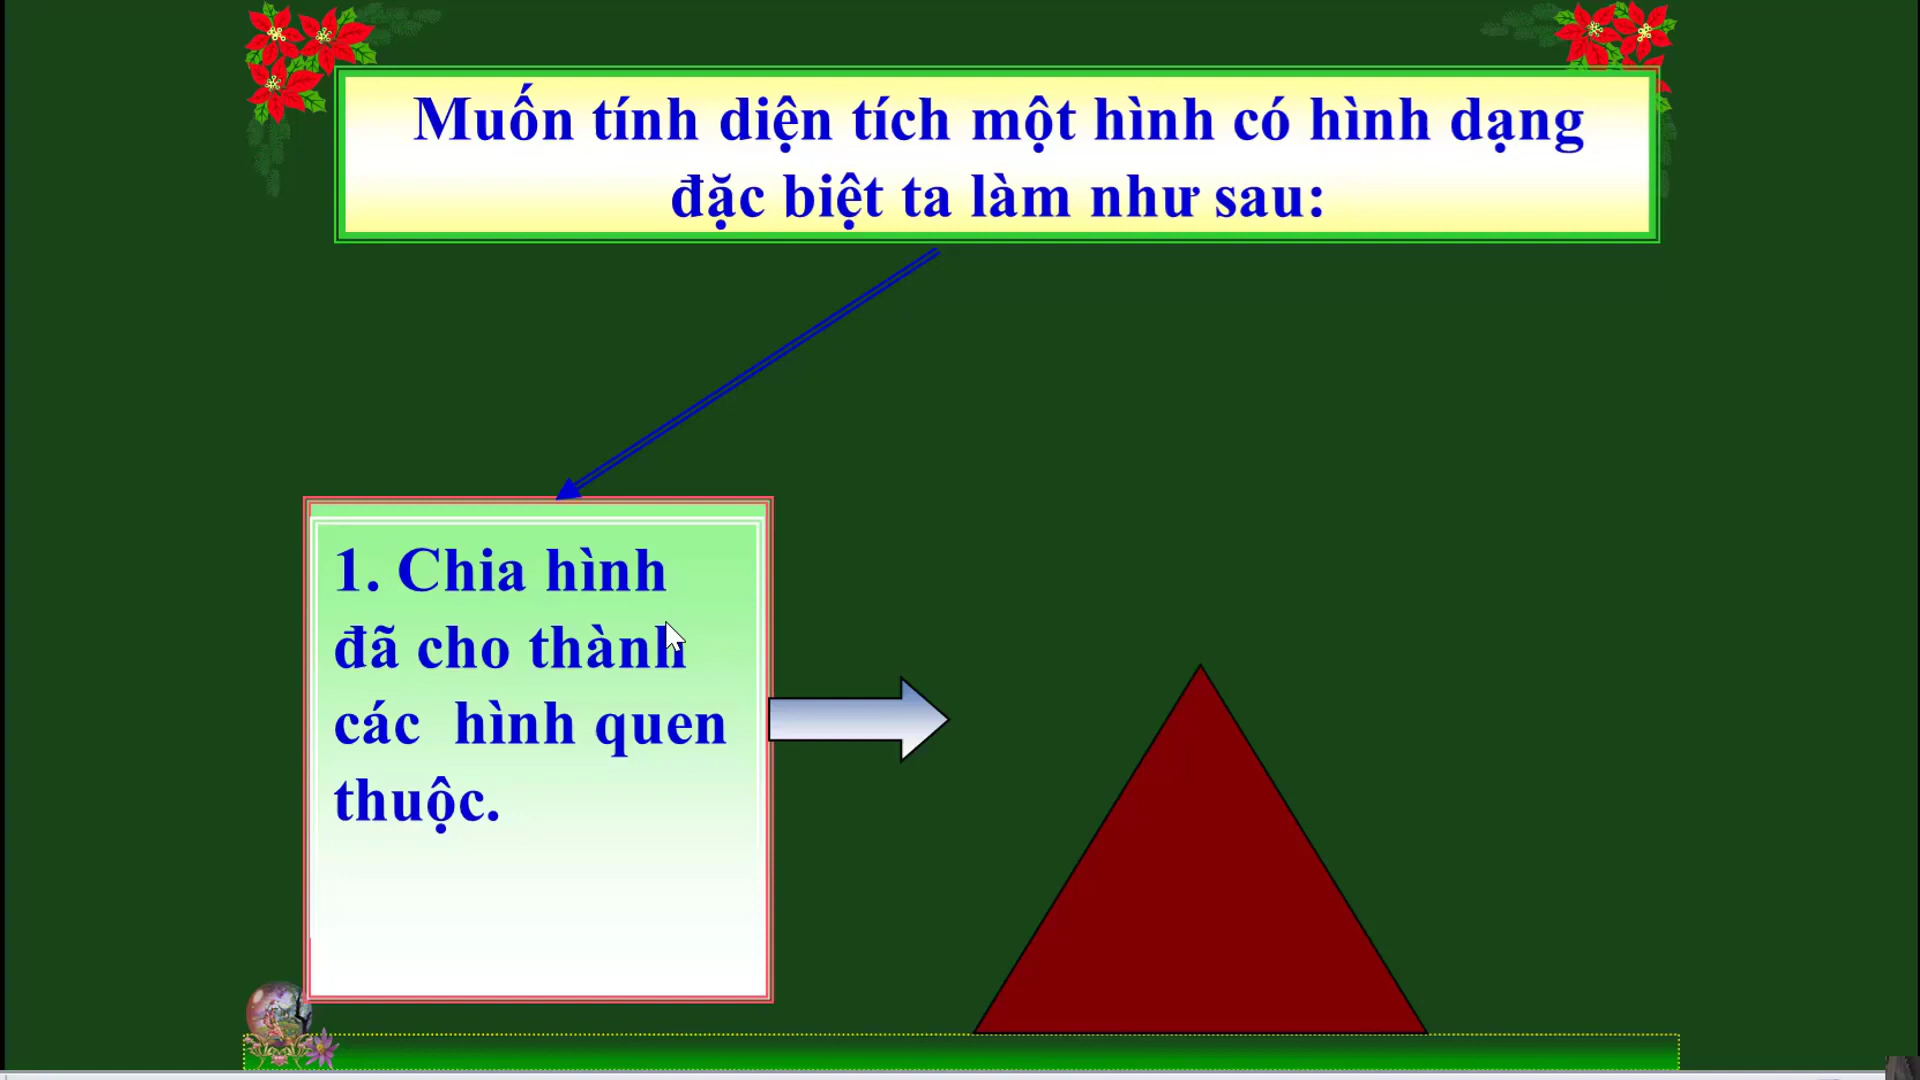 Muốn tính diện tích một hình có hình dạng
đặc biệt ta làm như sau:
1. Chia hình
đã cho thành
các hình quen
thuộc.